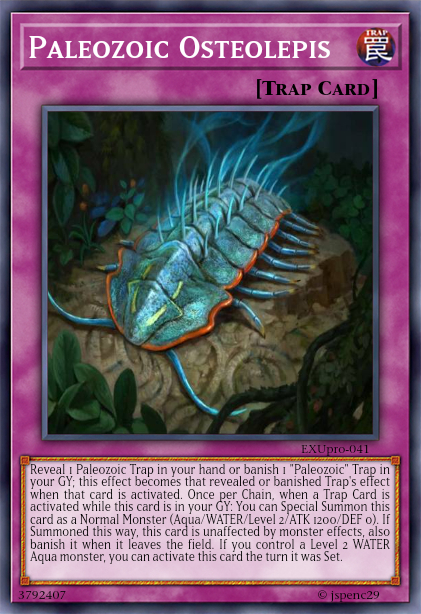 PALEOZOIC OSTEOLEPIS
TRAP
罠
[TRAP CARD]
EXUpro-041
Reveal 1 Paleozoic Trap in your hand or banish 1 "Paleozoic" Trap in
your GY; this effect becomes that revealed or banished Trap's effect
when that card is activated. Once per Chain, when a Trap Card is
activated while this card is in your GY: You can Special Summon this
card as a Normal Monster (Aqua/WATER/Level 2/ATK 1200/DEF 0). If
Summoned this way, this card is unaffected by monster effects, also
banish it when it leaves the field. If you control a Level 2 WATER
Aqua monster, you can activate this card the turn it was Set.
3792407
© jspenc29